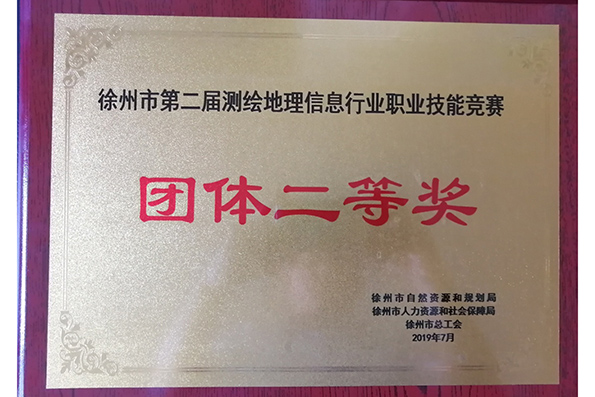 徐州市第二届测绘地理信息行业职业技能竞赛
团体二等奖
徐州市自然资源和规划局
徐州市人力资源和社会保障局
徐州市总工会
2019年7月